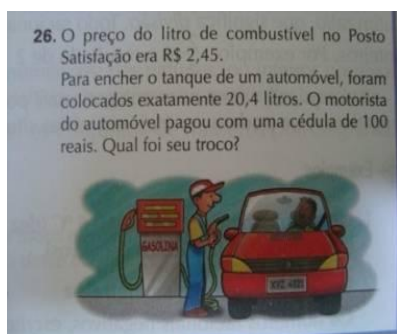 26. O preço do litro de combustível no Posto
Satisfação era R$ 2,45.
Para encher o tanque de um automóvel, foram
colocados exatamente 20,4 litros. O motorista
do automóvel pagou com uma cédula de 100
reais. Qual foi seu troco?
GASOLINA